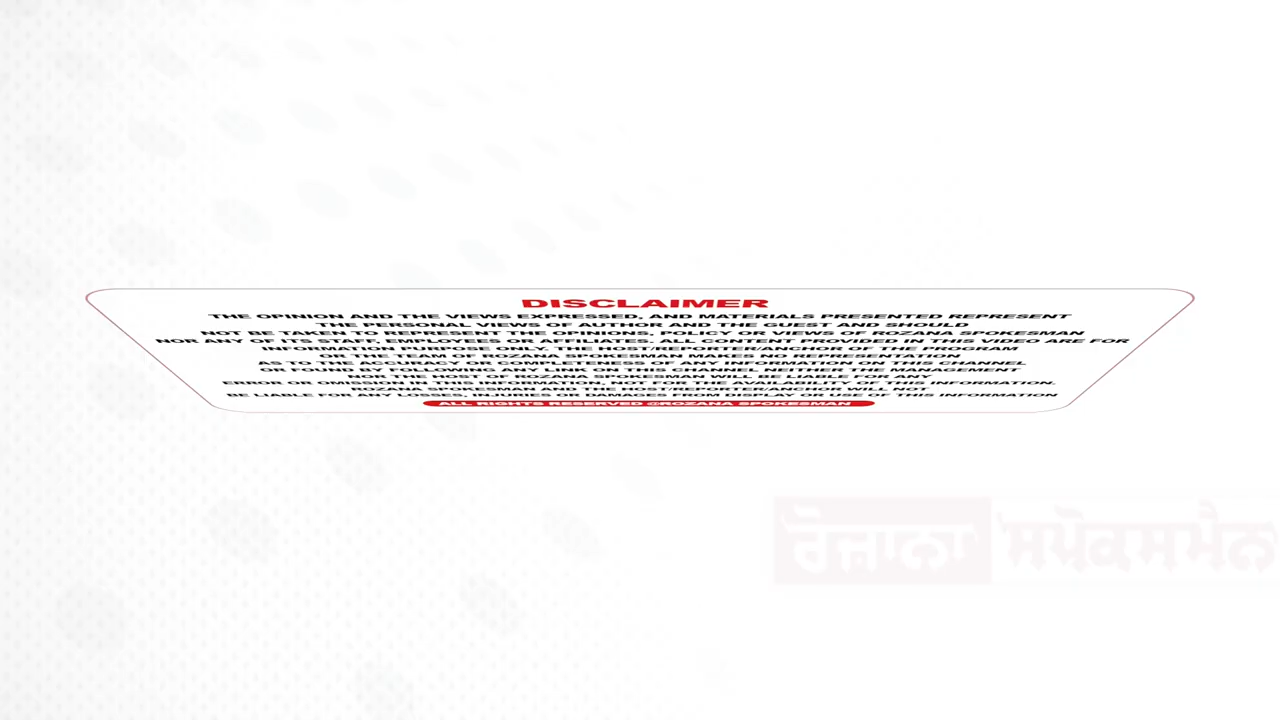 DISCLAIMER
THE OPINION AND THE VIEWS EXPRESSED, AND MATERIALS PRESENTED REPRESENT
THE PERSONAL VIEWS OF AUTHOR AND THE GUEST AND SHOULD
NOT BE TAKEN TO REPRESENT THE OPINIONS, POLICY OR VIEWS OF ROZANA SPOKESMAN
NOR ANY OF ITS STAFF, EMPLOYEES OR AFFILIATES. ALL CONTENT PROVIDED IN THIS VIDEO ARE FOR
INFORMATION PURPOSE ONLY. THE HOST/REPORTER/ANCHOR OF THE PROGRAM
OR THE TEAM OF ROZANA SPOKESMAN MAKES NO REPRESENTATION
AS TO THE ACCURACY OR COMPLETENESS OF ANY INFORMATION ON THIS CHANNEL
OR FOUND BY FOLLOWING ANY LINK ON THIS CHANNEL NEITHER THE MANAGEMENT
NOR THE HOST OF ROZANA SPOKESMAN WILL BE LIABLE FOR ANY
ERROR OR OMISSION IN THIS INFORMATION, NOT FOR THE AVAILABILITY OF THIS INFORMATION.
ROZANA SPOKESMAN AND THE HOST/REPORTER/ANCHOR WILL NOT
BE LIABLE FOR ANY LOSSES, INJURIES OR DAMAGES FROM DISPLAY OR USE OF THIS INFORMATION
ALL RIGHTS RESERVED @ROZANA SPOKESMAN
ਰੋਜ਼ਾਨਾ ਸਪੋਕਸਮੈਨ